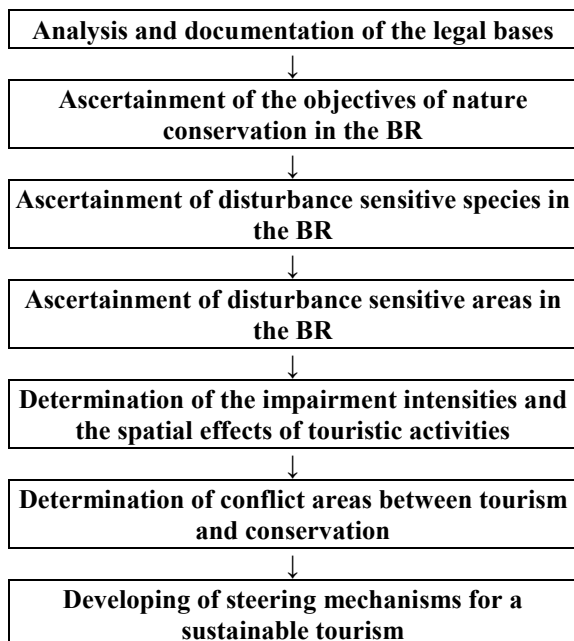 Analysis and documentation of the legal bases
↓
Ascertainment of the objectives of nature
conservation in the BR
↓
Ascertainment of disturbance sensitive species in
the BR
↓
Ascertainment of disturbance sensitive areas in
the BR
↓
Determination of the impairment intensities and
the spatial effects of touristic activities
↓
Determination of conflict areas between tourism
and conservation
↓
Developing of steering mechanisms for a
sustainable tourism